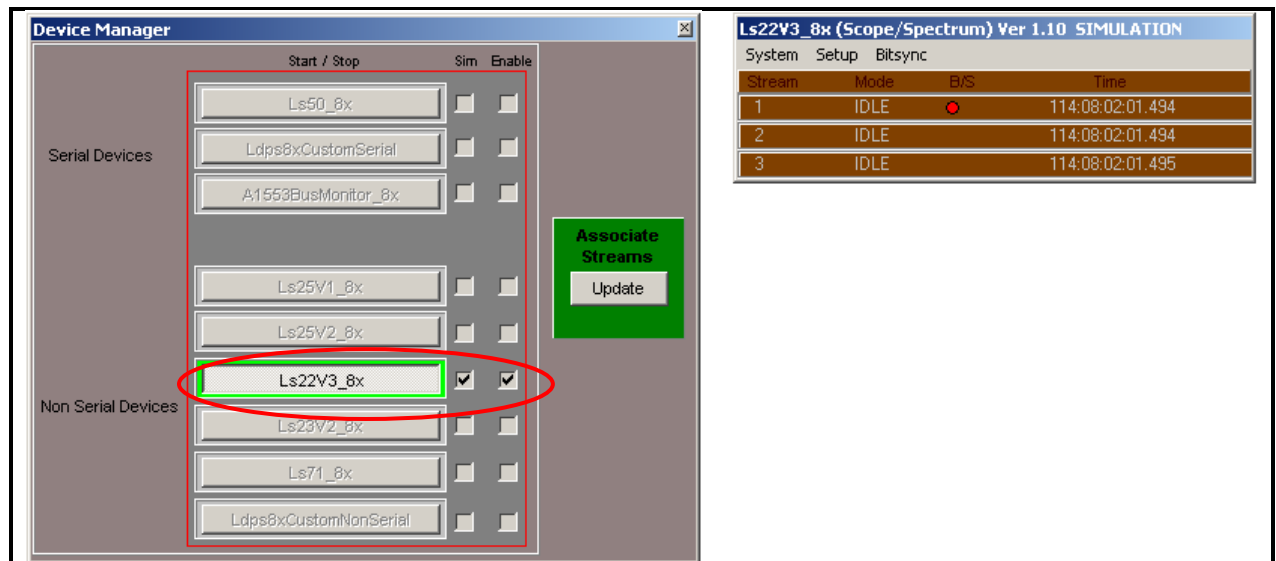 Device Manager
Start / Stop Sim Enable
Serial Devices
Ls50_8x
Ldps8xCustomSerial
A1553BusMonitor_8x
Non Serial Devices
Ls25V1_8x
Ls25V2_8x
Ls22V3_8x
Ls23V2_8x
Ls71_8x
Ldps8xCustomNonSerial
Associate
Streams
Update
Ls22V3_8x (Scope/Spectrum) Ver 1.10 SIMULATION
System Setup Bitsync
Stream Mode B/S Time
1 IDLE 114:08:02:01.494
2 IDLE 114:08:02:01.494
3 IDLE 114:08:02:01.495